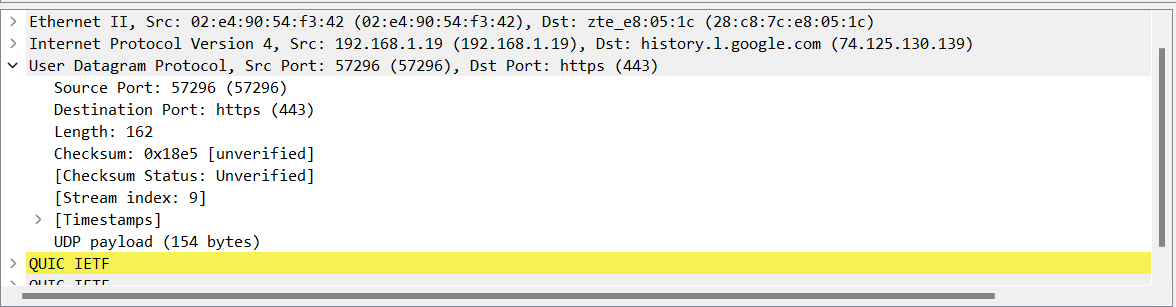 Ethernet II, Src: 02:e4:90:54:f3:42 (02:e4:90:54:f3:42), Dst: zte_e8:05:1c (28:c8:7c:e8:05:1c)
Internet Protocol Version 4, Src: 192.168.1.19 (192.168.1.19), Dst: history.l.google.com (74.125.130.139)
User Datagram Protocol, Src Port: 57296 (57296), Dst Port: https (443)
Source Port: 57296 (57296)
Destination Port: https (443)
Length: 162
Checksum: 0x18e5 [unverified]
[Checksum Status: Unverified]
[Stream index: 9]
[Timestamps]
UDP payload (154 bytes)
QUIC IETF
QUIC IETF